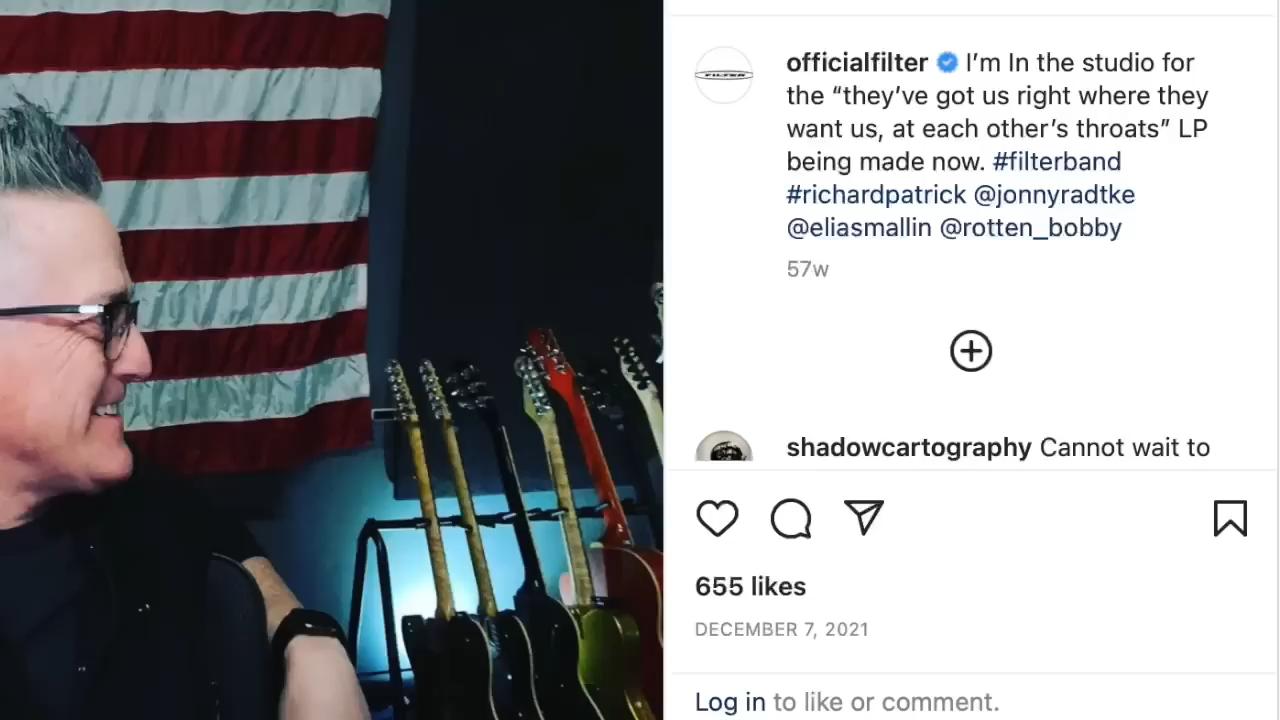 FILTER
officialfilter I’m In the studio for
the “they’ve got us right where they
want us, at each other’s throats” LP
being made now. #filterband
#richardpatrick @jonnyradtke
@eliasmallin @rotten_bobby
57w
shadowcartography Cannot wait to
655 likes
DECEMBER 7, 2021
Log in to like or comment.